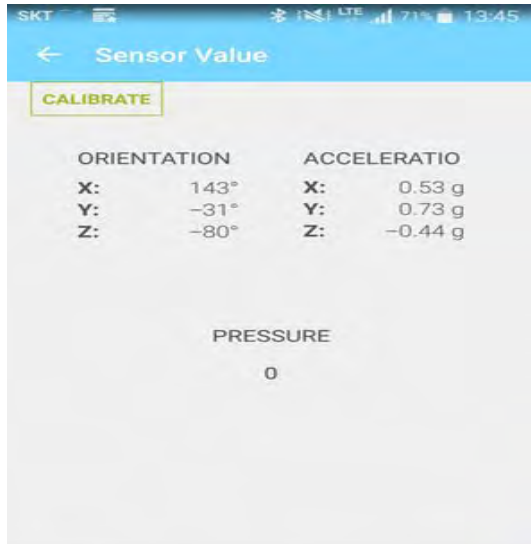 SKT LTE 71% 13:45
← Sensor Value
CALIBRATE
ORIENTATION ACCELERATIO
X: 143° X: 0.53 g
Y: −31° Y: 0.73 g
Z: −80° Z: −0.44 g
PRESSURE
0